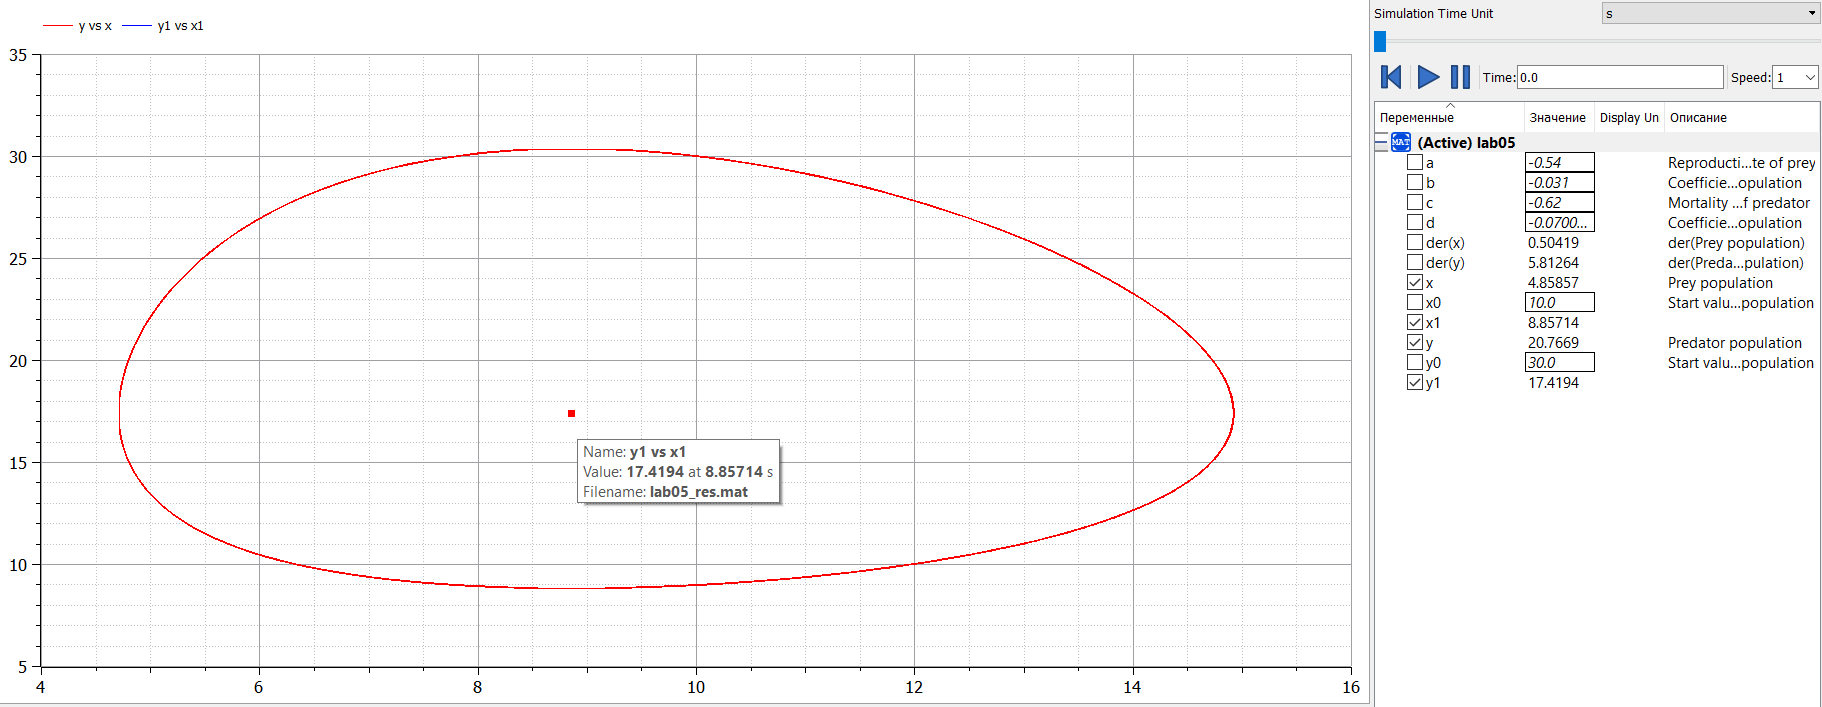 y vs x y1 vs x1
35
30
25
20
15
10
5
4 6 8 10 12 14 16
Name: y1 vs x1
Value: 17.4194 at 8.85714 s
Filename: lab05_res.mat
Simulation Time Unit s
Time: 0.0 Speed: 1
Переменные Значение Display Un Описание
MAT (Active) lab05
a -0.54 Reproducti...te of prey
b -0.031 Coefficie...opulation
c -0.62 Mortality ...f predator
d -0.0700... Coefficie...opulation
der(x) 0.50419 der(Prey population)
der(y) 5.81264 der(Preda...pulation)
x 4.85857 Prey population
x0 10.0 Start valu...population
x1 8.85714
y 20.7669 Predator population
y0 30.0 Start valu...population
y1 17.4194